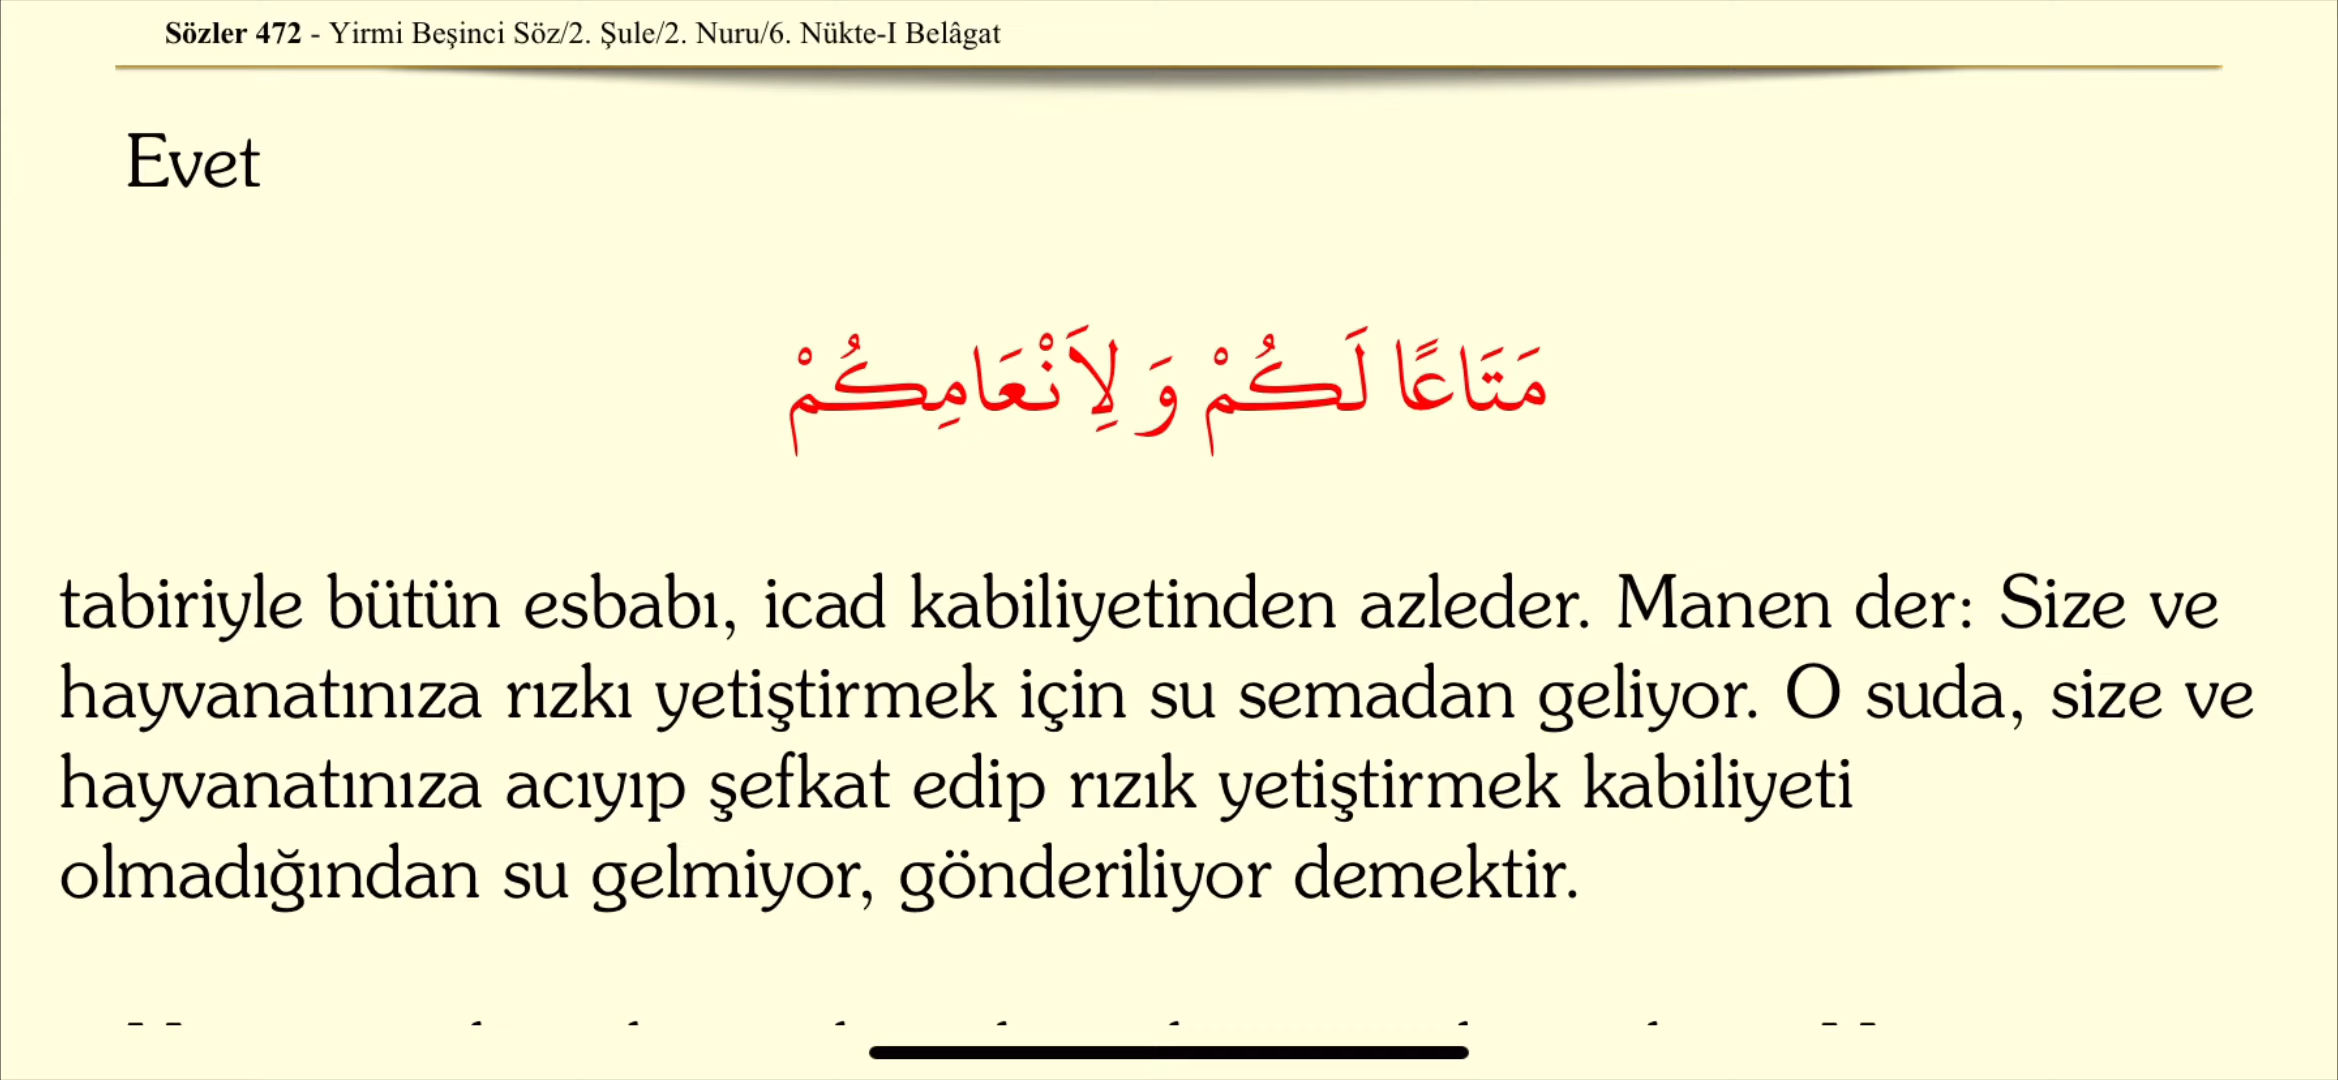 Sözler 472 - Yirmi Beşinci Söz/2. Şule/2. Nuru/6. Nükte-I Belâgat
Evet
مَتَاعًا لَكُمْ وَ لِاَنْعَامِكُمْ
tabiriyle bütün esbabı, icad kabiliyetinden azleder. Manen der: Size ve
hayvanatınıza rızkı yetiştirmek için su semadan geliyor. O suda, size ve
hayvanatınıza acıyıp şefkat edip rızık yetiştirmek kabiliyeti
olmadığından su gelmiyor, gönderiliyor demektir.